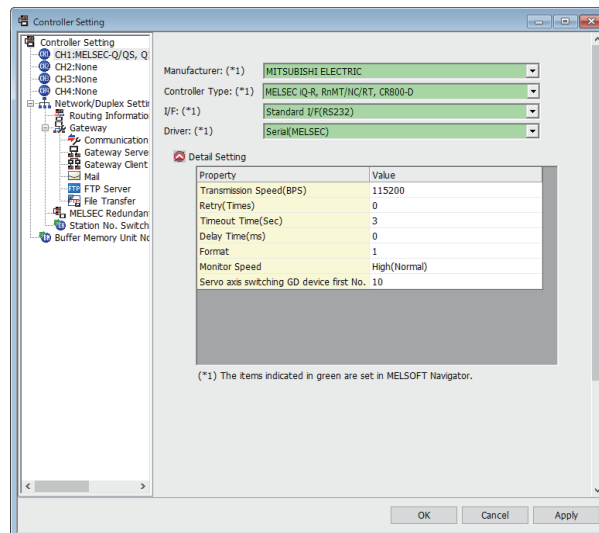 Controller Setting
Controller Setting
CH1:MELSEC-Q/QS, Q
CH2:None
CH3:None
CH4:None
Network/Duplex Settir
Routing Informatio
Gateway
Communication
Gateway Serve
Gateway Client
Mail
FTP Server
File Transfer
MELSEC Redundan
Station No. Switch
Buffer Memory Unit No
Manufacturer: (*1) MITSUBISHI ELECTRIC
Controller Type: (*1) MELSEC iQ-R, RnMT/NC/RT, CR800-D
I/F: (*1) Standard I/F(RS232)
Driver: (*1) Serial(MELSEC)
Detail Setting
Property Value
Transmission Speed(BPS) 115200
Retry(Times) 0
Timeout Time(Sec) 3
Delay Time(ms) 0
Format 1
Monitor Speed High(Normal)
Servo axis switching GD device first No. 10
(*1) The items indicated in green are set in MELSOFT Navigator.
OK Cancel Apply